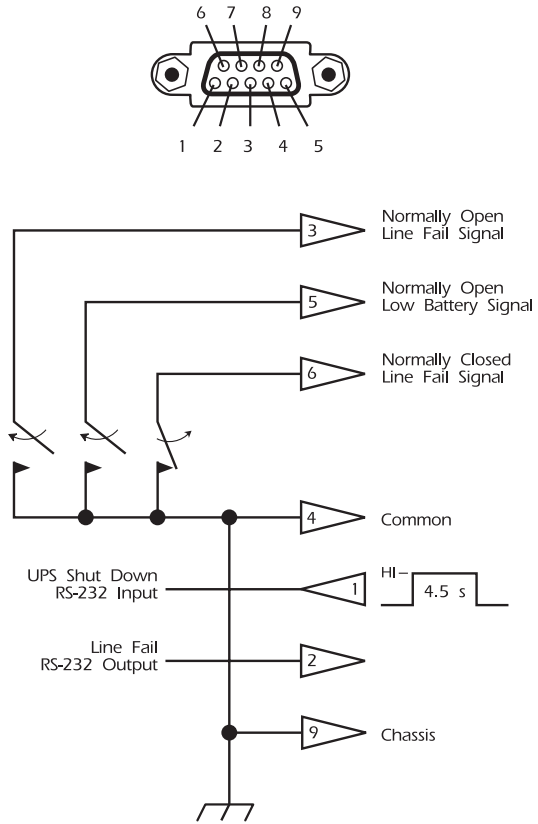 6 7 8 9
1 2 3 4 5
3
Normally Open
Line Fail Signal
5
Normally Open
Low Battery Signal
6
Normally Closed
Line Fail Signal
4
Common
UPS Shut Down
RS-232 Input
1
HI
4.5 s
Line Fail
RS-232 Output
2
9
Chassis